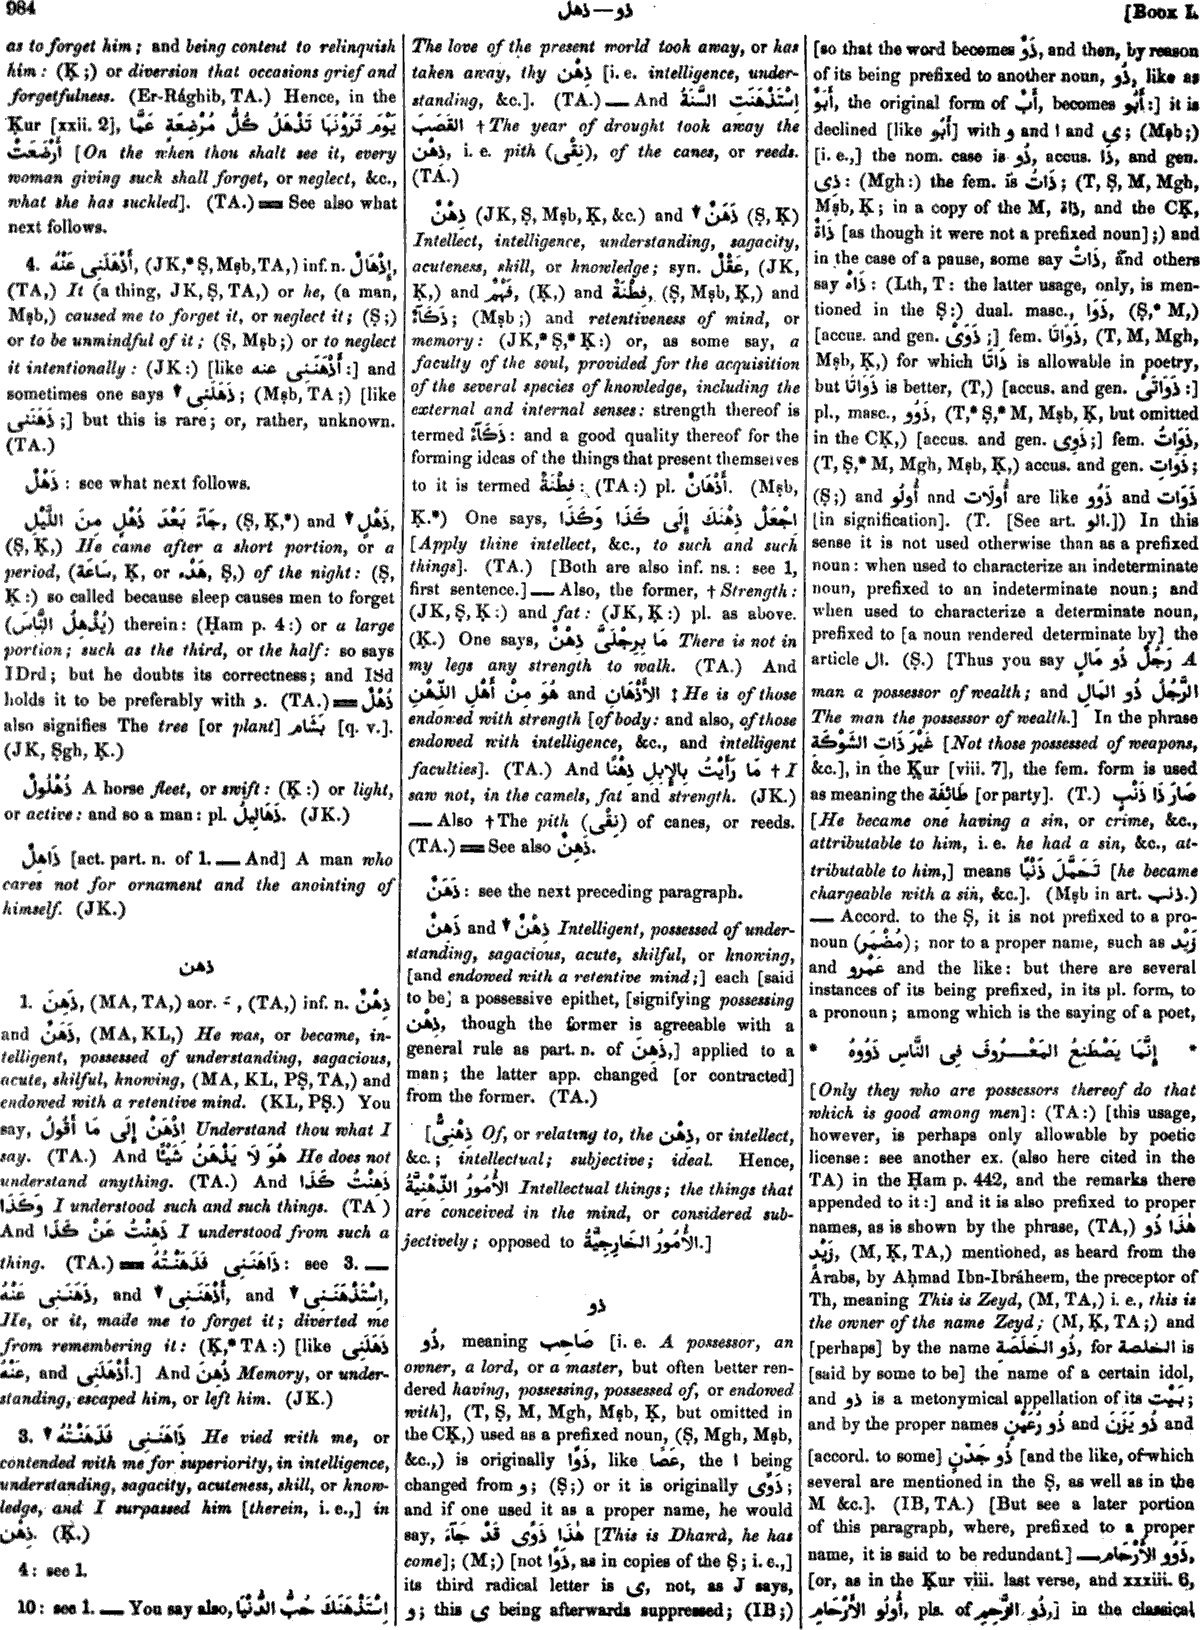 984
ذو — ذهل
[Book I.
as to forget him; and being content to relinquish
him: (Ḳ;) or diversion that occasions grief and
forgetfulness. (Er-Rághib, TA.) Hence, in the
Ḳur [xxii. 2], يَوْمَ تَرَوْنَهَا تَذْهَلُ كُلُّ مُرْضِعَةٍ عَمَّا
أَرْضَعَتْ [On the when thou shalt see it, every
woman giving suck shall forget, or neglect, &c.,
what she has suckled]. (TA.) ═ See also what
next follows.
4. أَذْهَلَنِى عَنْهُ, (JK,* Ṣ, Mṣb, TA,) inf. n. إِذْهَالٌ,
(TA,) It (a thing, JK, Ṣ, TA,) or he, (a man,
Mṣb,) caused me to forget it, or neglect it; (Ṣ;)
or to be unmindful of it; (Ṣ, Mṣb;) or to neglect
it intentionally: (JK:) [like أَذْهَنَنِى عنه:] and
sometimes one says ▼ ذَهَلَنِى; (Mṣb, TA;) [like
ذَهَنَنِى;] but this is rare; or, rather, unknown.
(TA.)
ذَهْلٌ: see what next follows.
جَآءَ بَعْدَ ذُهْلٍ مِنَ اللَّيْلِ, (Ṣ, Ḳ,*) and ▼ ذَهْلٍ,
(Ṣ, Ḳ,) He came after a short portion, or a
period, (سَاعَة, Ḳ, or هَدْء, Ṣ,) of the night: (Ṣ,
Ḳ:) so called because sleep causes men to forget
(يُذْهِلُ النَّاسَ) therein: (Ḥam p. 4:) or a large
portion; such as the third, or the half: so says
IDrd; but he doubts its correctness; and ISd
holds it to be preferably with د. (TA.) ═ ذُهْلٌ
also signifies The tree [or plant] بَشَام [q. v.].
(JK, Ṣgh, Ḳ.)
ذُهْلُولٌ A horse fleet, or swift: (Ḳ:) or light,
or active: and so a man: pl. ذَهَالِيلُ. (JK.)
ذَاهِلٌ [act. part. n. of 1. — And] A man who
cares not for ornament and the anointing of
himself. (JK.)
ذهن
1. ذَهِنَ, (MA, TA,) aor. ـَ, (TA,) inf. n. ذِهْنٌ
and ذَهَنٌ, (MA, KL,) He was, or became, in-
telligent, possessed of understanding, sagacious,
acute, skilful, knowing, (MA, KL, PṢ, TA,) and
endowed with a retentive mind. (KL, PṢ.) You
say, اِذْهَنْ إِلَى مَا أَقُولُ Understand thou what I
say. (TA.) And هُوَ لَا يَذْهَنُ شَيْئًا He does not
understand anything. (TA.) And ذَهِنْتُ كَذَا
وَكَذَا I understood such and such things. (TA)
And ذَهِنْتُ عَنْ كَذَا I understood from such a
thing. (TA.) ═ ذَاهَنَنِى فَذَهَنْتُهُ: see 3. —
ذَهَنَنِى عَنْهُ, and ▼ أَذْهَنَنِى, and ▼ اِسْتَذْهَنَنِى,
He, or it, made me to forget it; diverted me
from remembering it: (Ḳ,* TA:) [like ذَهَلَنِى
عَنْهُ, and أَذْهَلَنِى.] And ذَهَنَ Memory, or under-
standing, escaped him, or left him. (JK.)
3. ▼ ذَاهَنَنِى فَذَهَنْتُهُ He vied with me, or
contended with me for superiority, in intelligence,
understanding, sagacity, acuteness, skill, or know-
ledge, and I surpassed him [therein, i. e.,] in
ذِهْن. (Ḳ.)
4: see 1.
10: see 1. — You say also, اِسْتَذْهَنَكَ حُبُّ الدُّنْيَا
The love of the present world took away, or has
taken away, thy ذِهْن [i. e. intelligence, under-
standing, &c.]. (TA.) — And اِسْتَذْهَنَتِ السَّنَةُ
القَصَبَ † The year of drought took away the
ذِهْن, i. e. pith (نِقْى), of the canes, or reeds.
(TA.)
ذِهْنٌ (JK, Ṣ, Mṣb, Ḳ, &c.) and ▼ ذَهَنٌ (Ṣ, Ḳ)
Intellect, intelligence, understanding, sagacity,
acuteness, skill, or knowledge; syn. عَقْلٌ, (JK,
Ḳ,) and فَهْمٌ, (Ḳ,) and فِطْنَةٌ, (Ṣ, Mṣb, Ḳ,) and
ذَكَآءٌ; (Mṣb;) and retentiveness of mind, or
memory: (JK,* Ṣ,* Ḳ:) or, as some say, a
faculty of the soul, provided for the acquisition
of the several species of knowledge, including the
external and internal senses: strength thereof is
termed ذَكَآءٌ: and a good quality thereof for the
forming ideas of the things that present themselves
to it is termed فِطْنَةٌ: (TA:) pl. أَذْهَانٌ. (Mṣb,
Ḳ.*) One says, اِجْعَلْ ذِهْنَكَ إِلَى كَذَا وَكَذَا
[Apply thine intellect, &c., to such and such
things]. (TA.) [Both are also inf. ns.: see 1,
first sentence.] — Also, the former, † Strength:
(JK, Ṣ, Ḳ:) and fat: (JK, Ḳ:) pl. as above.
(Ḳ.) One says, مَا بِرِجْلَىَّ ذِهْنٌ There is not in
my legs any strength to walk. (TA.) And
هُوَ مِنْ أَهْلِ الذِّهْنِ and الأَذْهَانِ ‡ He is of those
endowed with strength [of body: and also, of those
endowed with intelligence, &c., and intelligent
faculties]. (TA.) And مَا رَأَيْتُ بِالإِبِلِ ذِهْنًا † I
saw not, in the camels, fat and strength. (JK.)
— Also † The pith (نِقْى) of canes, or reeds.
(TA.) ═ See also ذَهِنٌ.
ذَهَنٌ: see the next preceding paragraph.
ذَهِنٌ and ▼ ذِهْنٌ Intelligent, possessed of under-
standing, sagacious, acute, skilful, or knowing,
[and endowed with a retentive mind;] each [said
to be] a possessive epithet, [signifying possessing
ذِهْن, though the former is agreeable with a
general rule as part. n. of ذَهِنَ,] applied to a
man; the latter app. changed [or contracted]
from the former. (TA.)
[ذِهْنِىٌّ Of, or relating to, the ذِهْن, or intellect,
&c.; intellectual; subjective; ideal. Hence,
الأُمُورُ الذِّهْنِيَّةُ Intellectual things; the things that
are conceived in the mind, or considered sub-
jectively; opposed to الأُمُورُ الخَارِجِيَّةُ.]
ذو
ذُو, meaning صَاحِب [i. e. A possessor, an
owner, a lord, or a master, but often better ren-
dered having, possessing, possessed of, or endowed
with], (T, Ṣ, M, Mgh, Mṣb, Ḳ, but omitted in
the CḲ,) used as a prefixed noun, (Ṣ, Mgh, Mṣb,
&c.,) is originally ذَوًا, like عَصًا, the ا being
changed from و; (Ṣ;) or it is originally ذَوًى;
and if one used it as a proper name, he would
say, هٰذَا ذَوًى قَدْ جَآءَ [This is Dhawà, he has
come]; (M;) [not ذَوًا, as in copies of the Ṣ; i. e.,]
its third radical letter is ى, not, as J says,
و; this ى being afterwards suppressed; (IB;)
[so that the word becomes ذَوٌ, and then, by reason
of its being prefixed to another noun, ذُو, like as
أَبَوٌ, the original form of أَبٌ, becomes أَبُو:] it is
declined [like أَبُو] with و and ا and ى; (Mṣb;)
[i. e.,] the nom. case is ذُو, accus. ذَا, and gen.
ذِى: (Mgh:) the fem. is ذَاتُ; (T, Ṣ, M, Mgh,
Mṣb, Ḳ; in a copy of the M, ذَاة, and the CḲ,
ذَاةٌ [as though it were not a prefixed noun];) and
in the case of a pause, some say ذَاتْ, and others
say ذَاهْ: (Lth, T: the latter usage, only, is men-
tioned in the Ṣ:) dual. masc., ذَوَا, (Ṣ,* M,)
[accus. and gen. ذَوَىْ;] fem. ذَوَاتَا, (T, M, Mgh,
Mṣb, Ḳ,) for which ذَاتَا is allowable in poetry,
but ذَوَاتَا is better, (T,) [accus. and gen. ذَوَاتَىْ:]
pl., masc., ذَوُو, (T,* Ṣ,* M, Mṣb, Ḳ, but omitted
in the CḲ,) [accus. and gen. ذَوِى;] fem. ذَوَاتُ,
(T, Ṣ,* M, Mgh, Mṣb, Ḳ,) accus. and gen. ذَوَاتِ;
(Ṣ;) and أُولُو and أُولَات are like ذَوُو and ذَوَات
[in signification]. (T. [See art. الو.]) In this
sense it is not used otherwise than as a prefixed
noun: when used to characterize an indeterminate
noun, prefixed to an indeterminate noun; and
when used to characterize a determinate noun,
prefixed to [a noun rendered determinate by] the
article ال. (Ṣ.) [Thus you say رَجُلٌ ذُو مَالٍ A
man a possessor of wealth; and الرَّجُلُ ذُو المَالِ
The man the possessor of wealth.] In the phrase
غَيْرَ ذَاتِ الشَّوْكَةِ [Not those possessed of weapons,
&c.], in the Ḳur [viii. 7], the fem. form is used
as meaning the طَائِفَة [or party]. (T.) صَارَ ذَا ذَنْبٍ
[He became one having a sin, or crime, &c.,
attributable to him, i. e. he had a sin, &c., at-
tributable to him,] means تَحَمَّلَ ذَنْبًا [he became
chargeable with a sin, &c.]. (Mṣb in art. ذنب.)
— Accord. to the Ṣ, it is not prefixed to a pro-
noun (مُضْمَر); nor to a proper name, such as زَيْد
and عَمْرو and the like: but there are several
instances of its being prefixed, in its pl. form, to
a pronoun; among which is the saying of a poet,
* إِنَّمَا يَصْطَنِعُ المَعْرُوفَ فِى النَّاسِ ذَوُوهُ *
[Only they who are possessors thereof do that
which is good among men]: (TA:) [this usage,
however, is perhaps only allowable by poetic
license: see another ex. (also here cited in the
TA) in the Ḥam p. 442, and the remarks there
appended to it:] and it is also prefixed to proper
names, as is shown by the phrase, (TA,) هٰذَا ذُو
زَيْدٍ, (M, Ḳ, TA,) mentioned, as heard from the
Arabs, by Aḥmad Ibn-Ibráheem, the preceptor of
Th, meaning This is Zeyd, (M, TA,) i. e., this is
the owner of the name Zeyd; (M, Ḳ, TA;) and
[perhaps] by the name ذُو الخَلَصَةِ, for الخلصة is
[said by some to be] the name of a certain idol,
and ذو is a metonymical appellation of its بَيْت;
and by the proper names ذُو رُعَيْنٍ and ذُو يَزَنَ and
[accord. to some] ذُو جَدَنٍ [and the like, of which
several are mentioned in the Ṣ, as well as in the
M &c.]. (IB, TA.) [But see a later portion
of this paragraph, where, prefixed to a proper
name, it is said to be redundant.] — ذَوُو الأَرْحَامِ,
[or, as in the Ḳur viii. last verse, and xxxiii. 6,
أُولُو الأَرْحَامِ, pls. of ذُو الرَّحِمِ,] in the classical